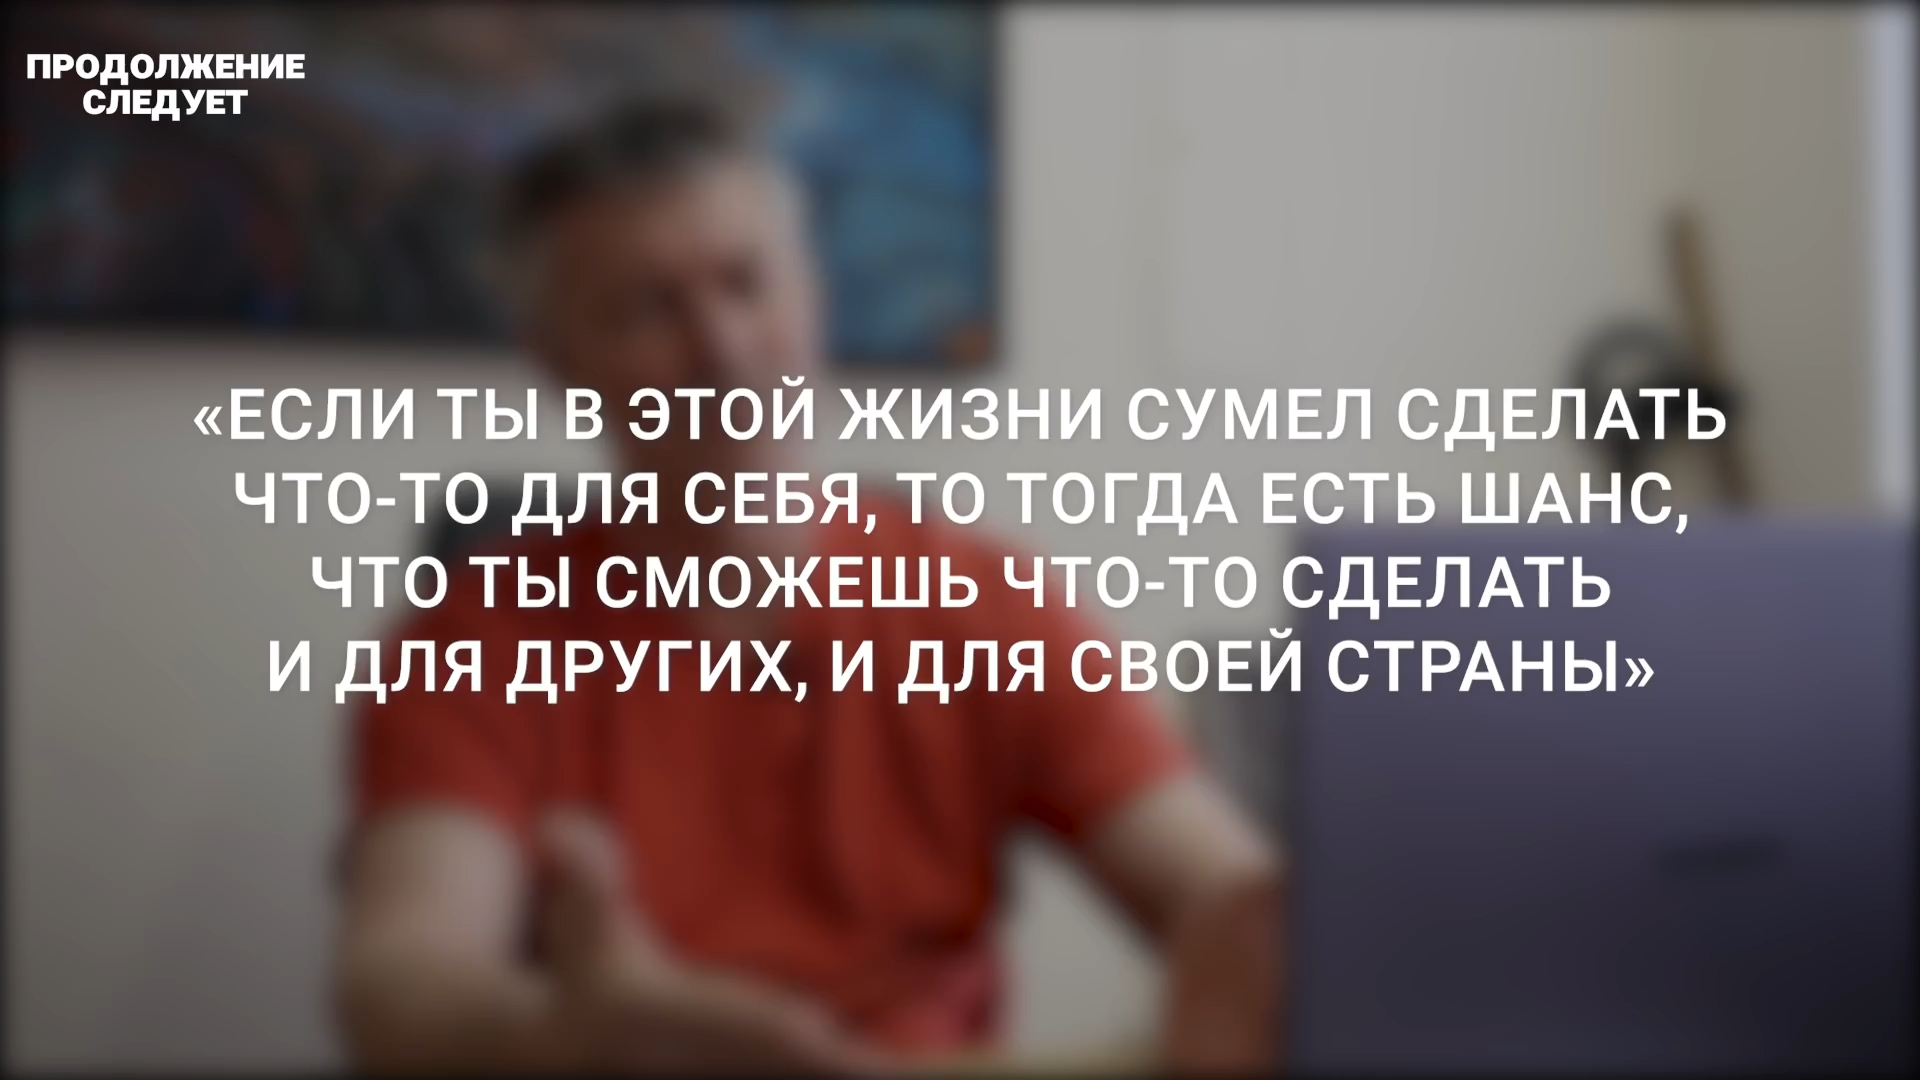 ПРОДОЛЖЕНИЕ
СЛЕДУЕТ
«ЕСЛИ ТЫ В ЭТОЙ ЖИЗНИ СУМЕЛ СДЕЛАТЬ
ЧТО-ТО ДЛЯ СЕБЯ, ТО ТОГДА ЕСТЬ ШАНС,
ЧТО ТЫ СМОЖЕШЬ ЧТО-ТО СДЕЛАТЬ
И ДЛЯ ДРУГИХ, И ДЛЯ СВОЕЙ СТРАНЫ»